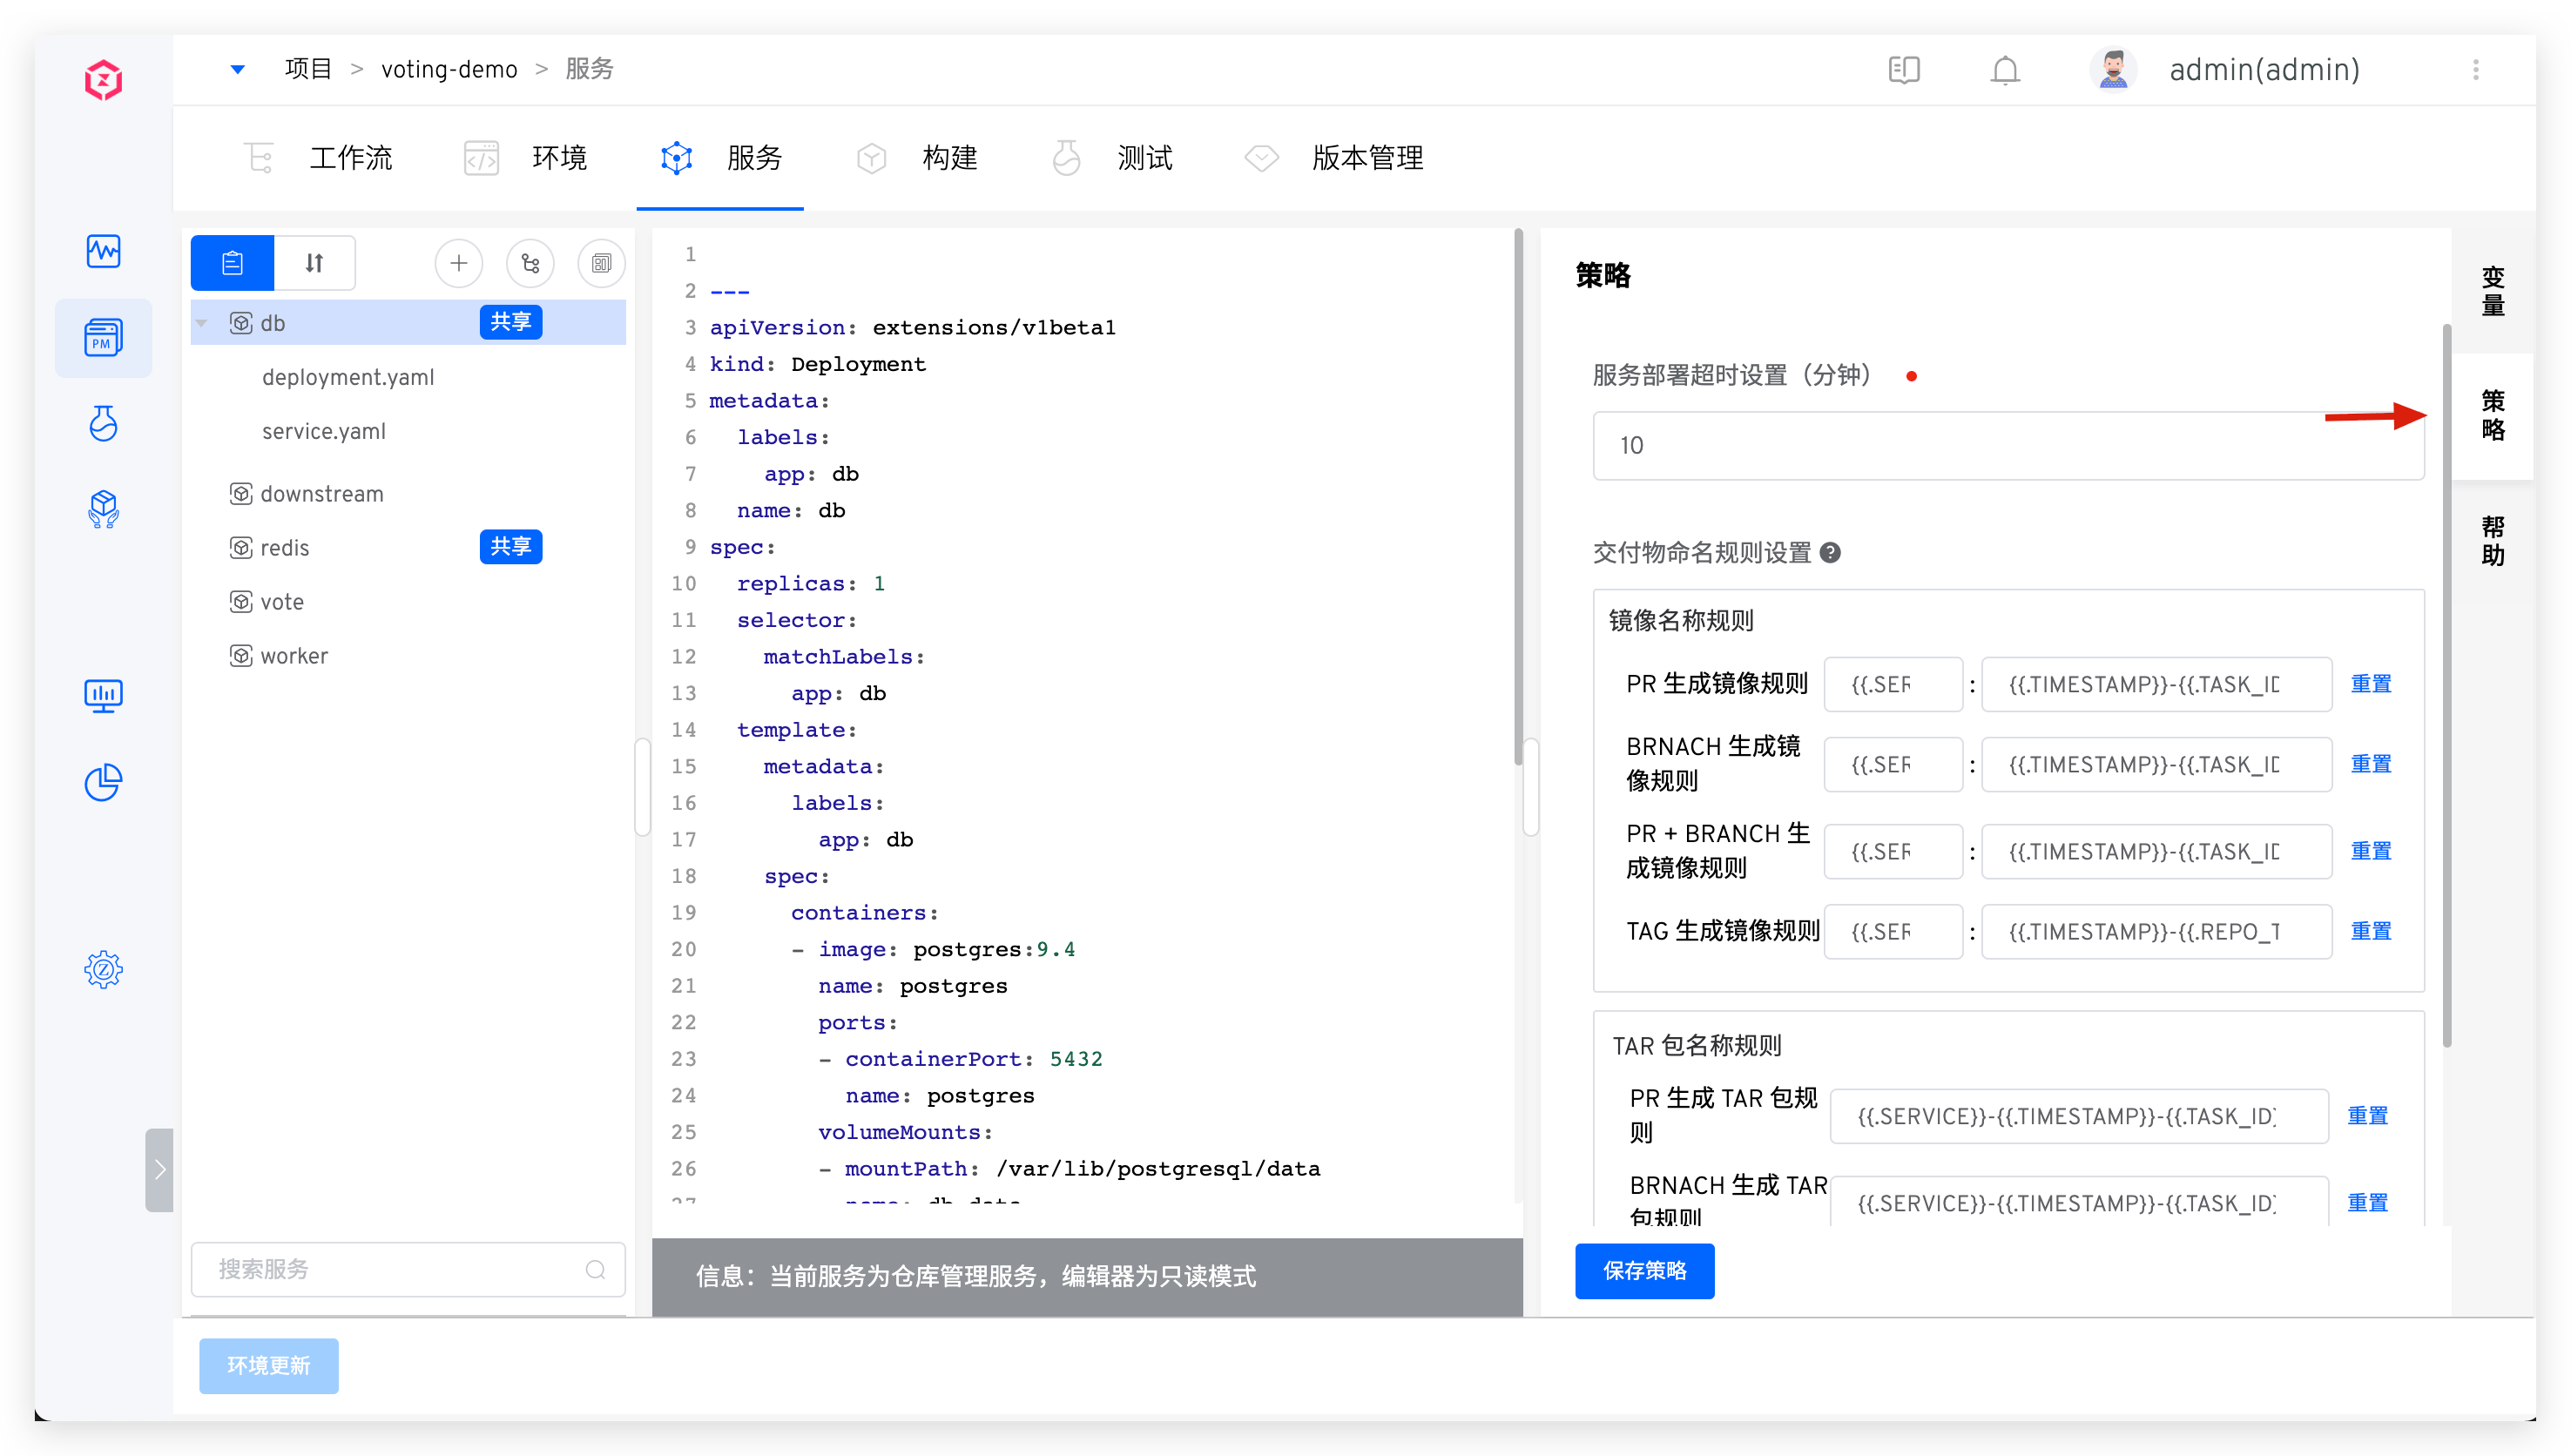 项目 > voting-demo > 服务
admin(admin)
工作流 环境 服务 构建 测试 版本管理
PM
db 共享
deployment.yaml
service.yaml
downstream
redis 共享
vote
worker
搜索服务
1
2 ---
3 apiVersion: extensions/v1beta1
4 kind: Deployment
5 metadata:
6 labels:
7 app: db
8 name: db
9 spec:
10 replicas: 1
11 selector:
12 matchLabels:
13 app: db
14 template:
15 metadata:
16 labels:
17 app: db
18 spec:
19 containers:
20 - image: postgres:9.4
21 name: postgres
22 ports:
23 - containerPort: 5432
24 name: postgres
25 volumeMounts:
26 - mountPath: /var/lib/postgresql/data
信息：当前服务为仓库管理服务，编辑器为只读模式
策略
服务部署超时设置（分钟）
10
交付物命名规则设置 ?
镜像名称规则
PR 生成镜像规则 {{.SER : {{.TIMESTAMP}}-{{.TASK_ID 重置
BRNACH 生成镜
像规则 {{.SER : {{.TIMESTAMP}}-{{.TASK_ID 重置
PR + BRANCH 生
成镜像规则 {{.SER : {{.TIMESTAMP}}-{{.TASK_ID 重置
TAG 生成镜像规则 {{.SER : {{.TIMESTAMP}}-{{.REPO_T 重置
TAR 包名称规则
PR 生成 TAR 包规
则 {{.SERVICE}}-{{.TIMESTAMP}}-{{.TASK_ID} 重置
BRNACH 生成 TAR
包规则 {{.SERVICE}}-{{.TIMESTAMP}}-{{.TASK_ID} 重置
保存策略
变量
策略
帮助
环境更新